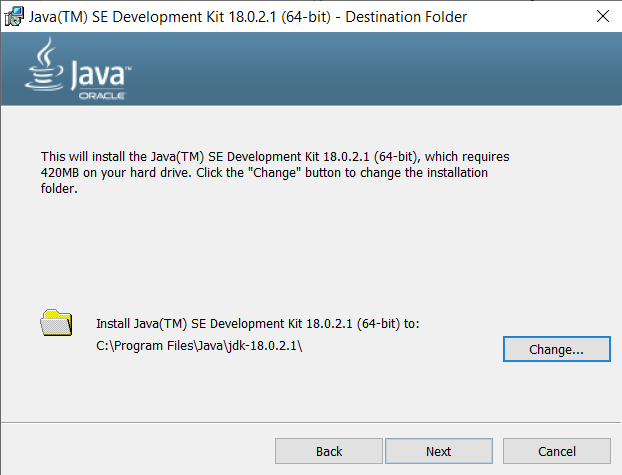 Java(TM) SE Development Kit 18.0.2.1 (64-bit) - Destination Folder
Java™
ORACLE
This will install the Java(TM) SE Development Kit 18.0.2.1 (64-bit), which requires
420MB on your hard drive. Click the "Change" button to change the installation
folder.
Install Java(TM) SE Development Kit 18.0.2.1 (64-bit) to:
C:\Program Files\Java\jdk-18.0.2.1\
Change...
Back
Next
Cancel